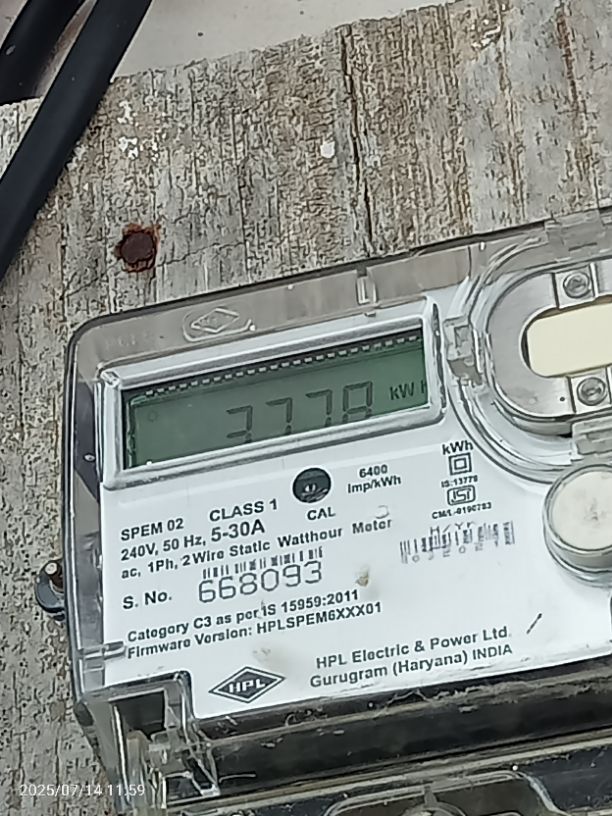 3778 kWh
6400
Imp/kWh
kWh
IS:13779
ISI
CM/L-0190783
CAL
SPEM 02 CLASS 1
240V, 50 Hz, 5-30A
ac, 1Ph, 2 Wire Static Watthour Meter
S. No. 668093
Category C3 as per IS 15959:2011
Firmware Version: HPLSPEM6XXX01
HPL
HPL Electric & Power Ltd.
Gurugram (Haryana) INDIA
2025/07/14 11:59